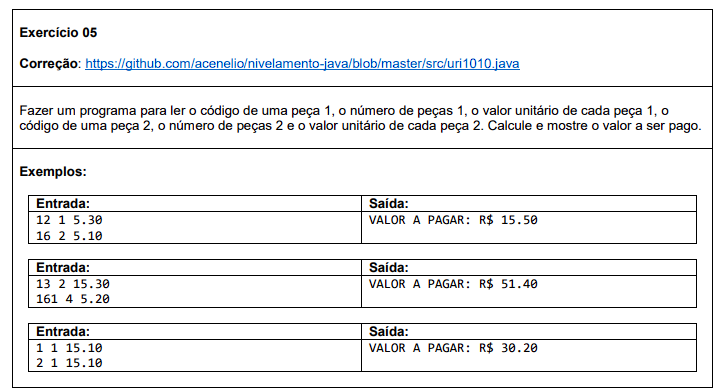 Exercício 05
Correção: https://github.com/acenelio/nivelamento-java/blob/master/src/uri1010.java
Fazer um programa para ler o código de uma peça 1, o número de peças 1, o valor unitário de cada peça 1, o
código de uma peça 2, o número de peças 2 e o valor unitário de cada peça 2. Calcule e mostre o valor a ser pago.
Exemplos:
Entrada: Saída:
12 1 5.30 VALOR A PAGAR: R$ 15.50
16 2 5.10
Entrada: Saída:
13 2 15.30 VALOR A PAGAR: R$ 51.40
161 4 5.20
Entrada: Saída:
1 1 15.10 VALOR A PAGAR: R$ 30.20
2 1 15.10